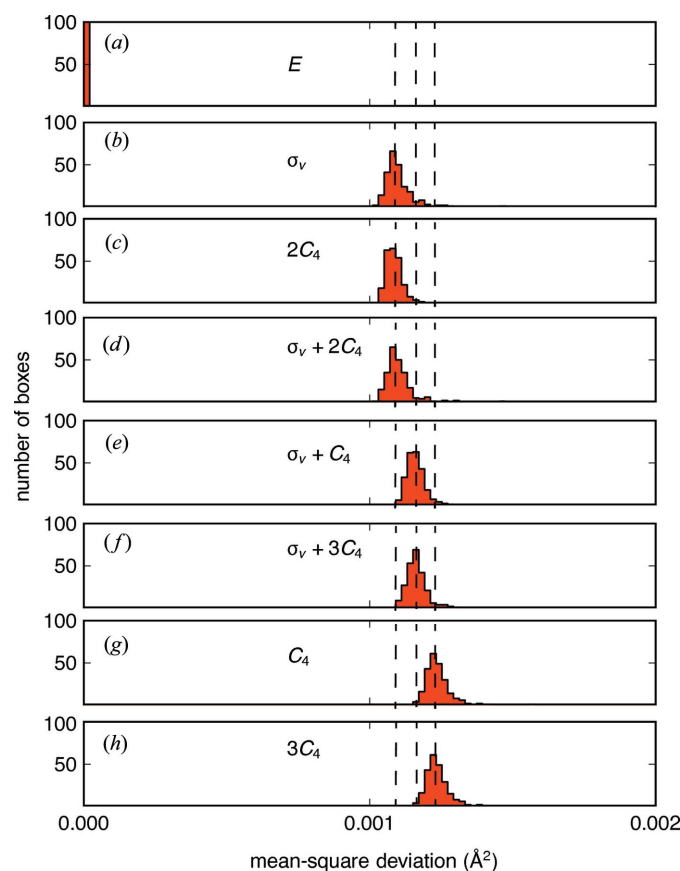 number of boxes
100
50
(a)
E
100
50
(b)
σv
100
50
(c)
2C4
100
50
(d)
σv + 2C4
100
50
(e)
σv + C4
100
50
(f)
σv + 3C4
100
50
(g)
C4
100
50
(h)
3C4
0.000 0.001 0.002
mean-square deviation (Å²)